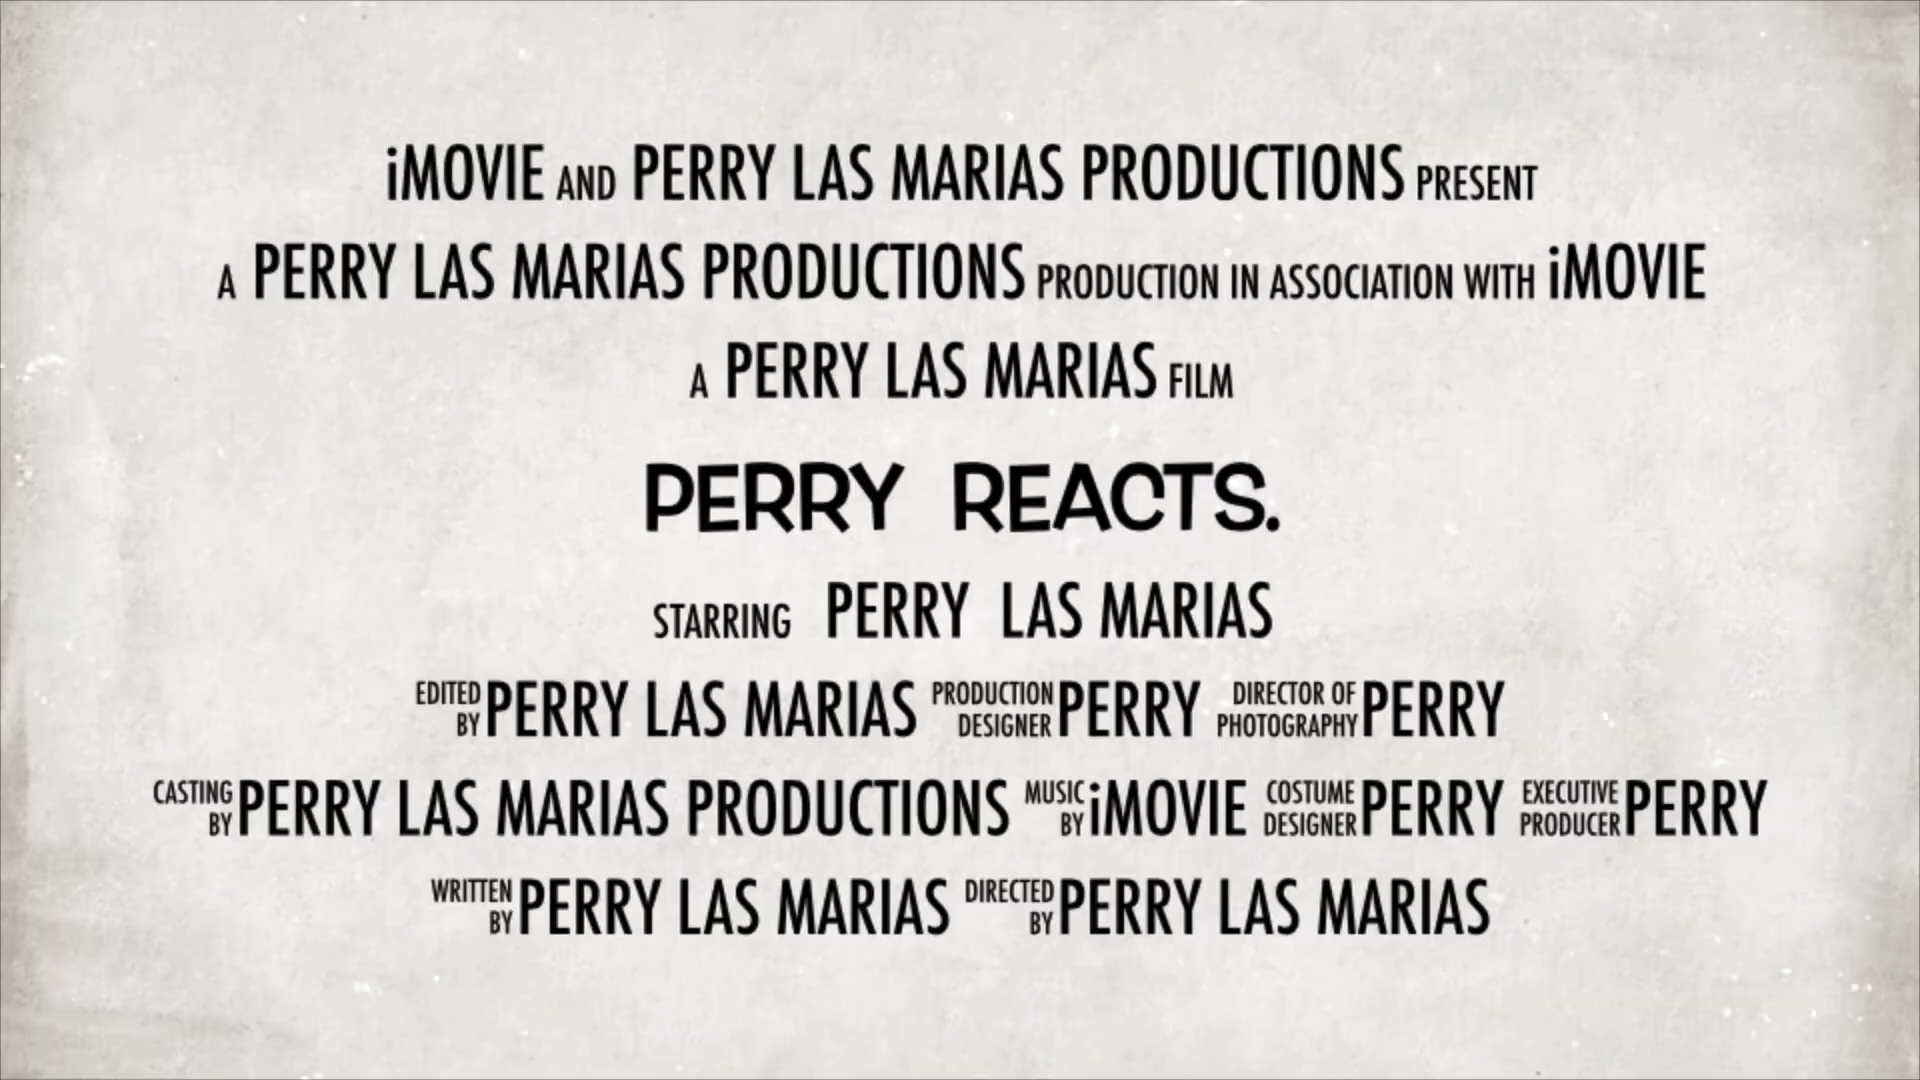 iMOVIE AND PERRY LAS MARIAS PRODUCTIONS PRESENT
A PERRY LAS MARIAS PRODUCTIONS PRODUCTION IN ASSOCIATION WITH iMOVIE
A PERRY LAS MARIAS FILM
PERRY REACTS.
STARRING PERRY LAS MARIAS
EDITED BY PERRY LAS MARIAS PRODUCTION DESIGNER PERRY DIRECTOR OF PHOTOGRAPHY PERRY
CASTING BY PERRY LAS MARIAS PRODUCTIONS MUSIC BY iMOVIE COSTUME DESIGNER PERRY EXECUTIVE PRODUCER PERRY
WRITTEN BY PERRY LAS MARIAS DIRECTED BY PERRY LAS MARIAS